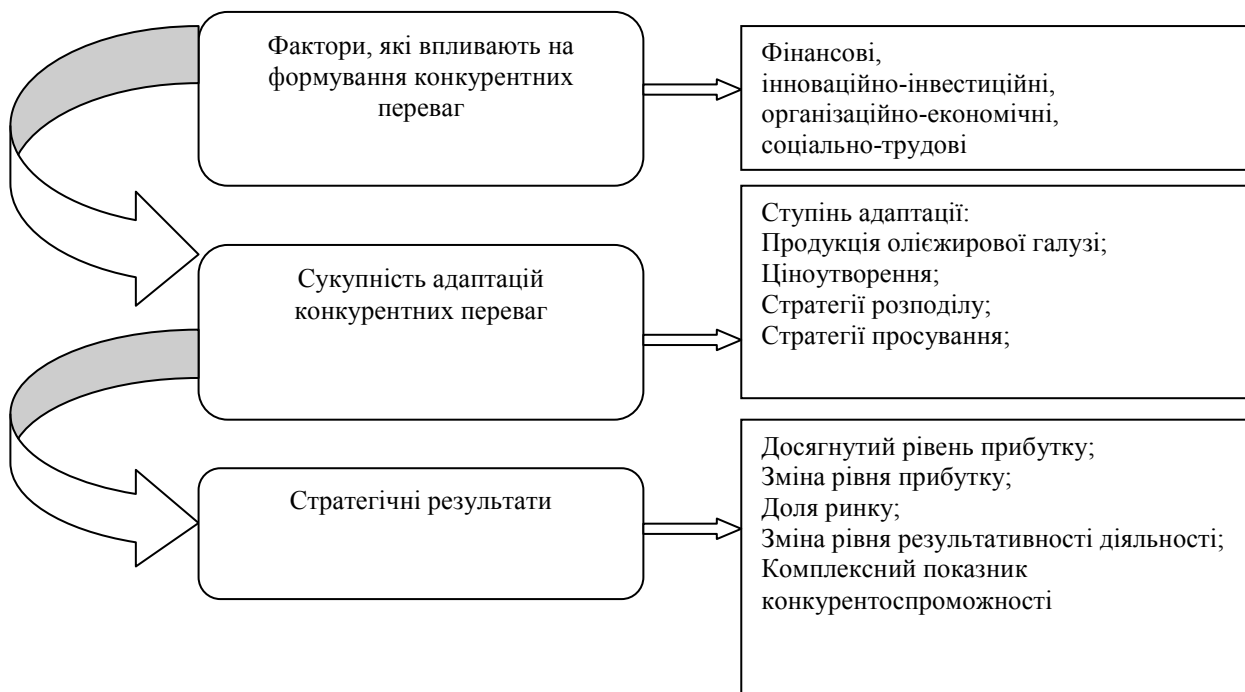 Фактори, які впливають на
формування конкурентних
переваг
Фінансові,
інноваційно-інвестиційні,
організаційно-економічні,
соціально-трудові
Сукупність адаптацій
конкурентних переваг
Ступінь адаптації:
Продукція олієжирової галузі;
Ціноутворення;
Стратегії розподілу;
Стратегії просування;
Стратегічні результати
Досягнутий рівень прибутку;
Зміна рівня прибутку;
Доля ринку;
Зміна рівня результативності діяльності;
Комплексний показник
конкурентоспроможності